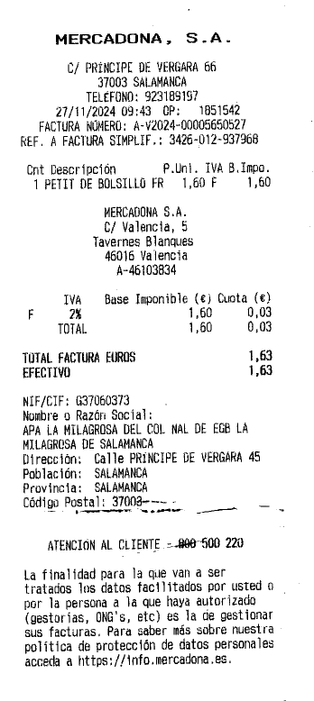 MERCADONA, S.A.
C/ PRÍNCIPE DE VERGARA 66
37003 SALAMANCA
TELÉFONO: 923189197
27/11/2024 09:43 OP: 1851542
FACTURA NÚMERO: A-V2024-00005650527
REF. A FACTURA SIMPLIF.: 3426-012-937968
Cnt Descripción P.Uni. IVA B.Impo.
1 PETIT DE BOLSILLO FR 1,60 F 1,60
MERCADONA S.A.
C/ Valencia, 5
Tavernes Blanques
46016 Valencia
A-46103834
IVA Base Imponible (€) Cuota (€)
F 2% 1,60 0,03
TOTAL 1,60 0,03
TOTAL FACTURA EUROS 1,63
EFECTIVO 1,63
NIF/CIF: G37060373
Nombre o Razón Social:
APA LA MILAGROSA DEL COL NAL DE EGB LA
MILAGROSA DE SALAMANCA
Dirección: Calle PRÍNCIPE DE VERGARA 45
Población: SALAMANCA
Provincia: SALAMANCA
Código Postal: 37003
ATENCIÓN AL CLIENTE - 800 500 220
La finalidad para la que van a ser
tratados los datos facilitados por usted o
por la persona a la que haya autorizado
(gestorías, ONG's, etc) es la de gestionar
sus facturas. Para saber más sobre nuestra
política de protección de datos personales
acceda a https://info.mercadona.es.